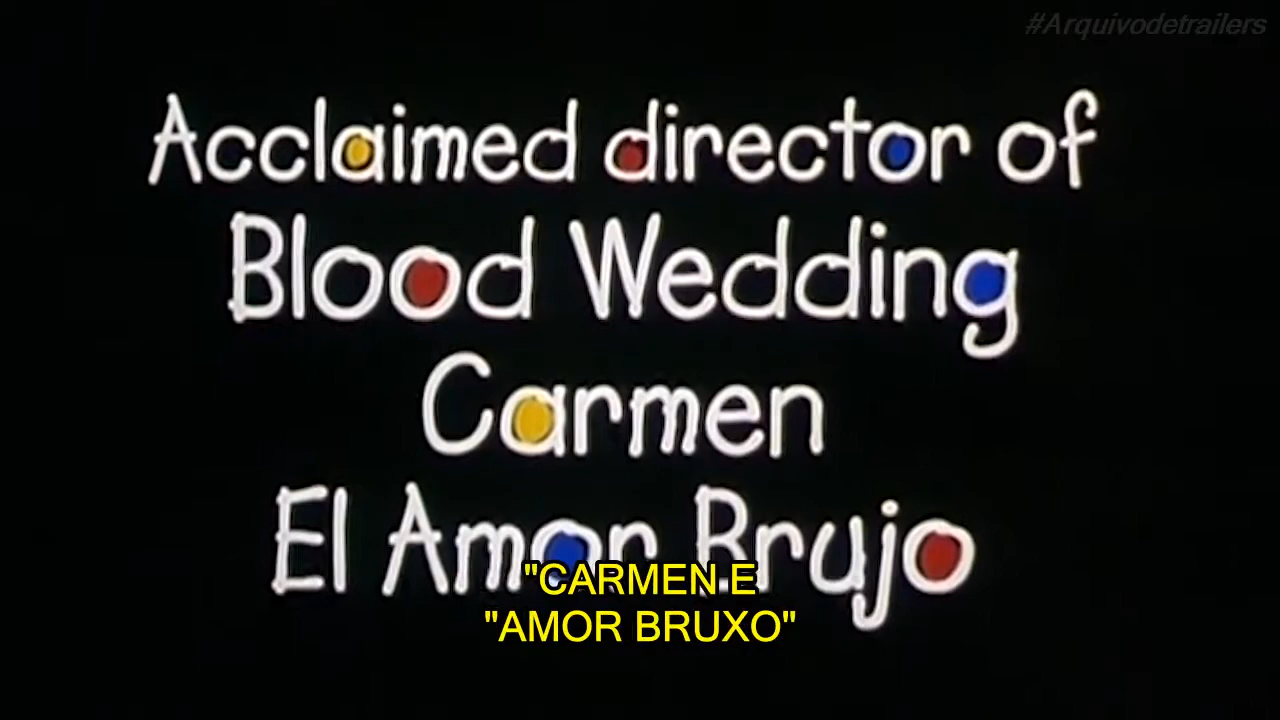 #Arquivodetrailers
Acclaimed director of
Blood Wedding
Carmen
El Amor Brujo
"CARMEN E
"AMOR BRUXO"